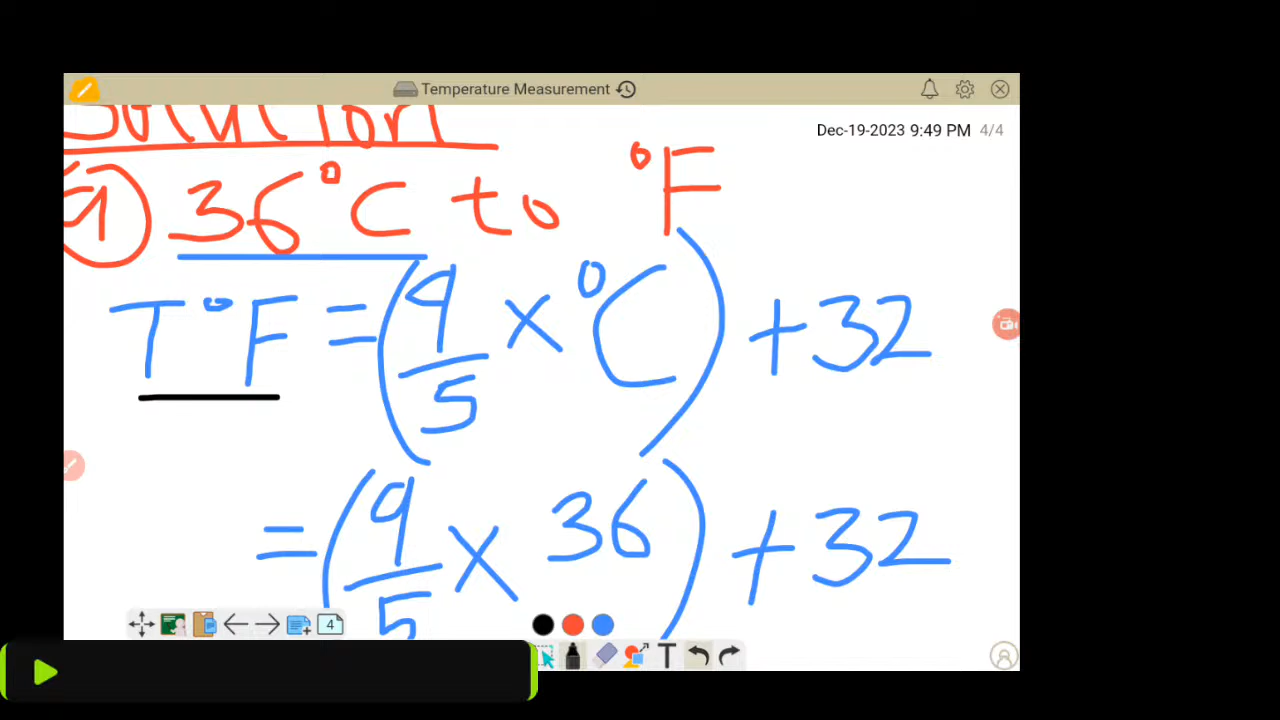 Temperature Measurement
Dec-19-2023 9:49 PM 4/4
Solution
1 36°C to °F
T°F = (9/5 × °C) + 32
= (9/5 × 36) + 32
4
T